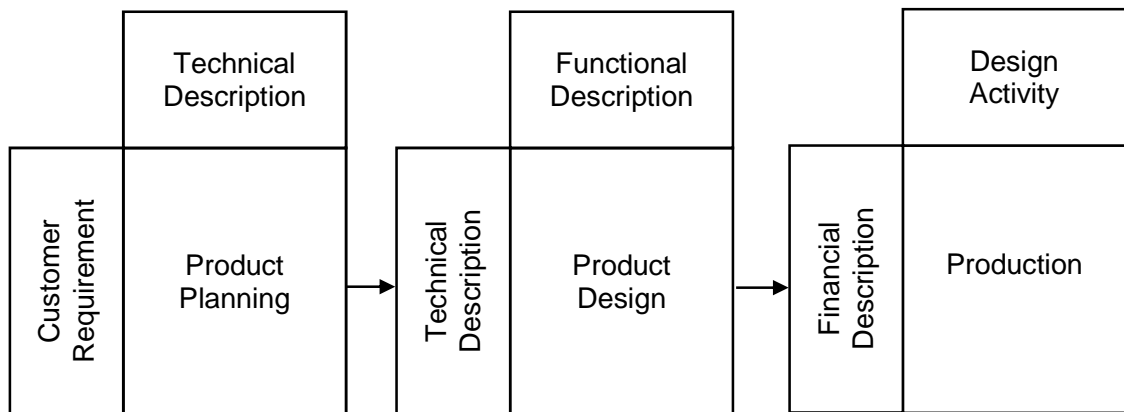 Technical
Description
Functional
Description
Design
Activity
Customer
Requirement
Product
Planning
Technical
Description
Product
Design
Financial
Description
Production